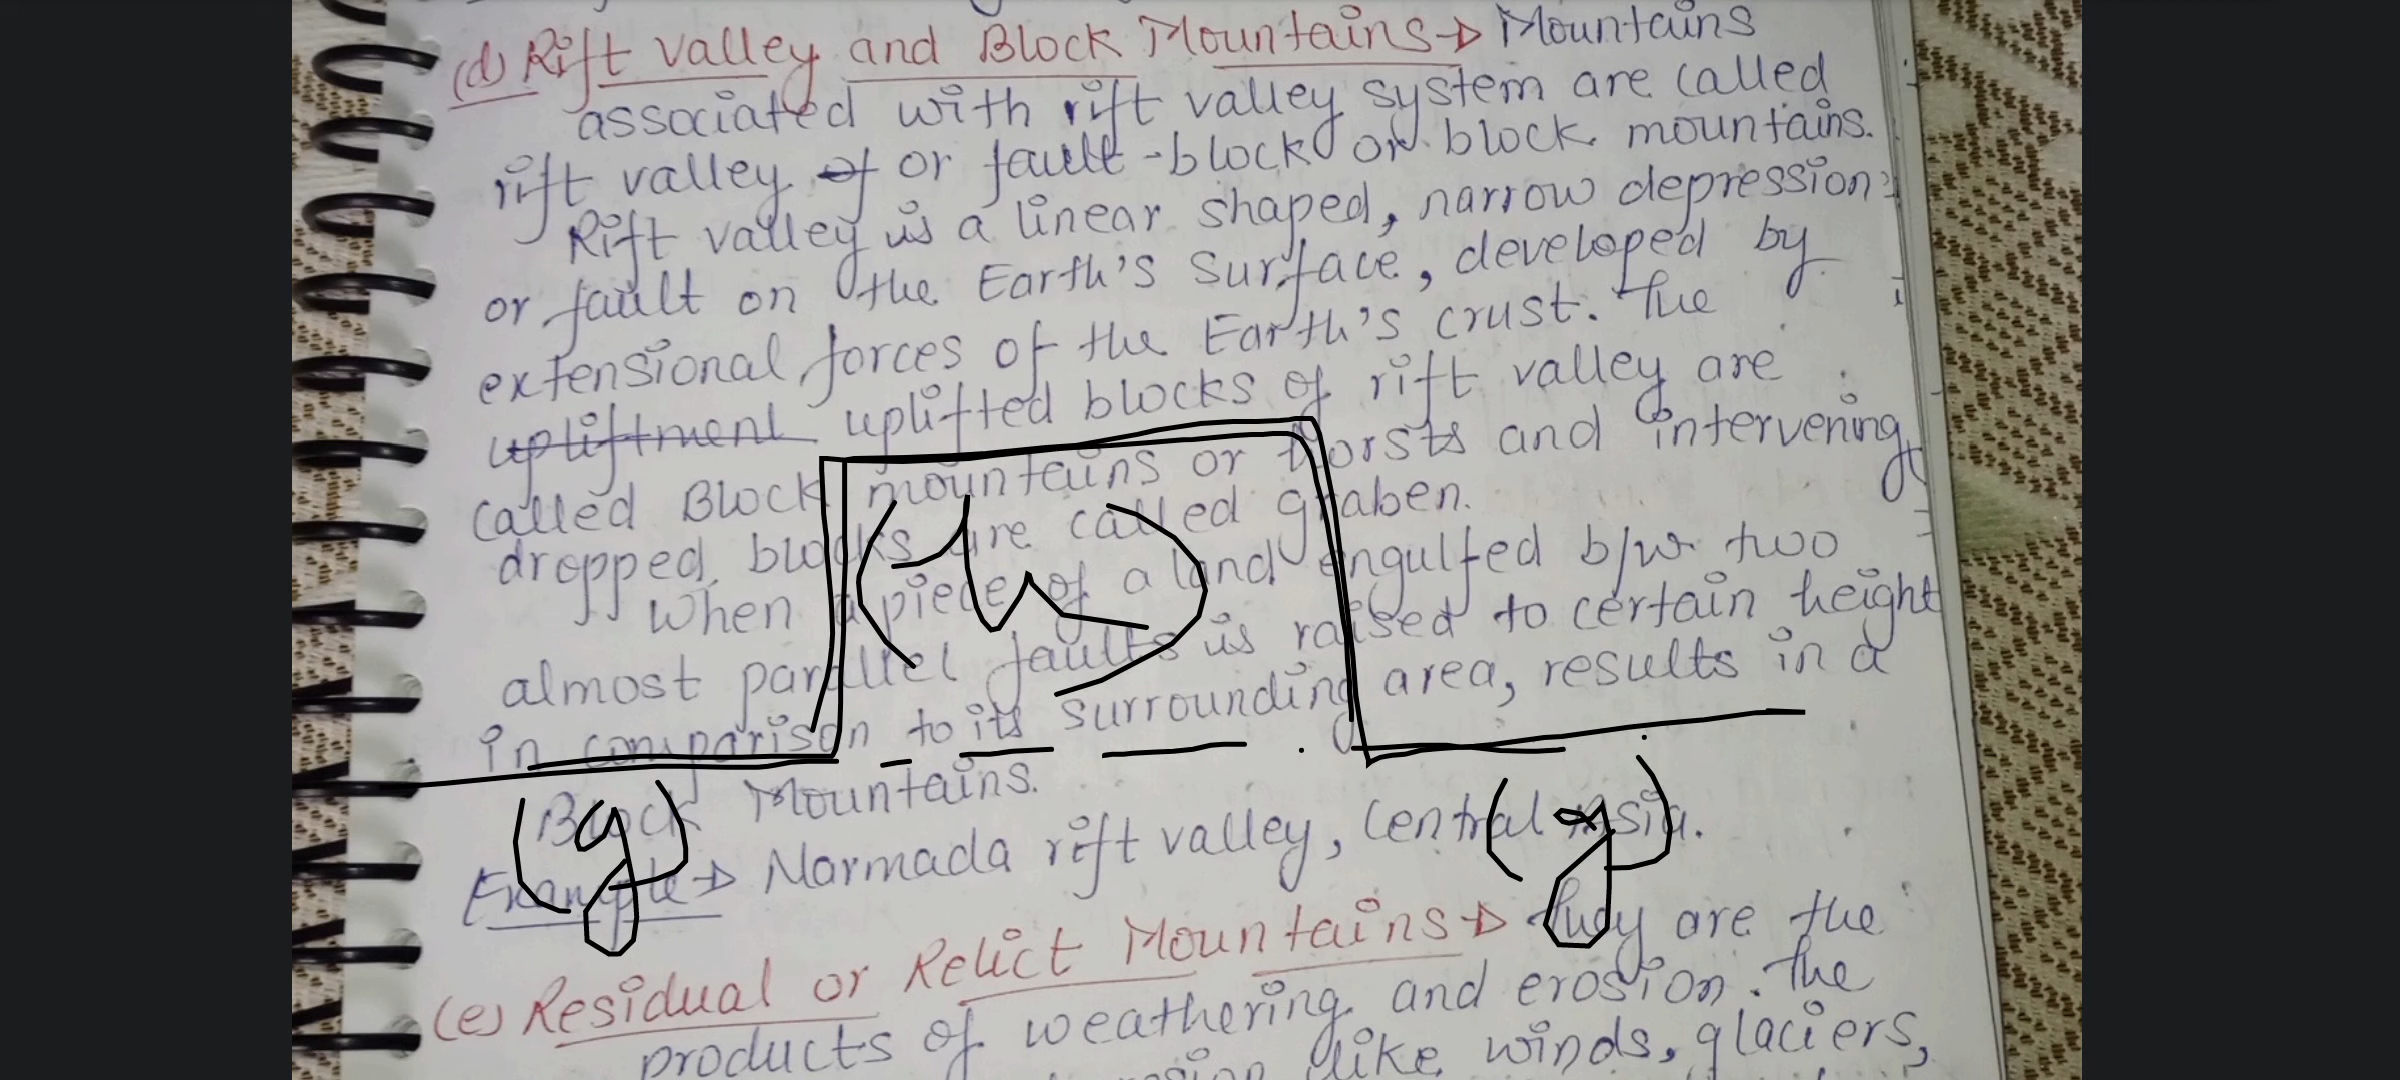 (d) Rift valley and Block Mountains → Mountains
associated with rift valley system are called
rift valley of or fault-block or block mountains.
Rift valley is a linear shaped, narrow depression
or fault on the Earth's surface, developed by
extensional forces of the Earth's crust. The
upliftment uplifted blocks of rift valley are
called Block mountains or Horsts and intervening
dropped blocks are called graben.
When a piece of a land engulfed b/w two
almost parallel faults is raised to certain height
in comparison to its surrounding area, results in a
Block Mountains.
Example → Narmada rift valley, Central
(h)
(g) (g)
(e) Residual or Relict Mountains → They are the
products of weathering and erosion. The
like winds, glaciers,